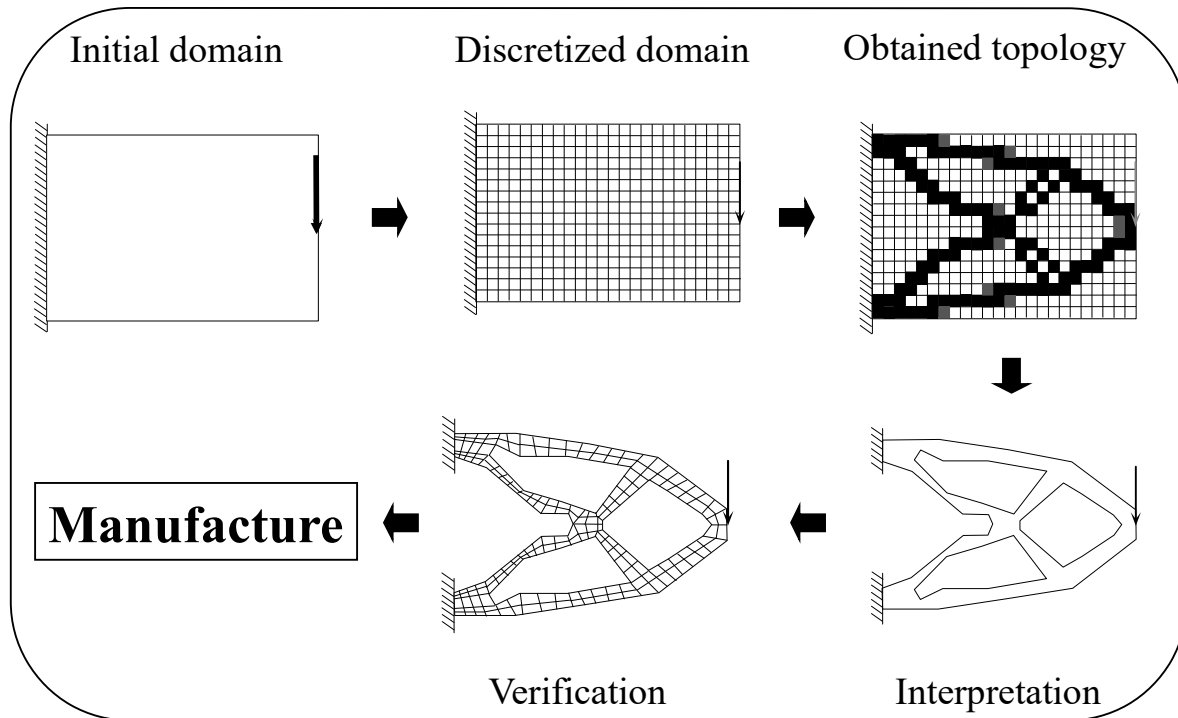 Initial domain
Discretized domain
Obtained topology
Manufacture
Verification
Interpretation